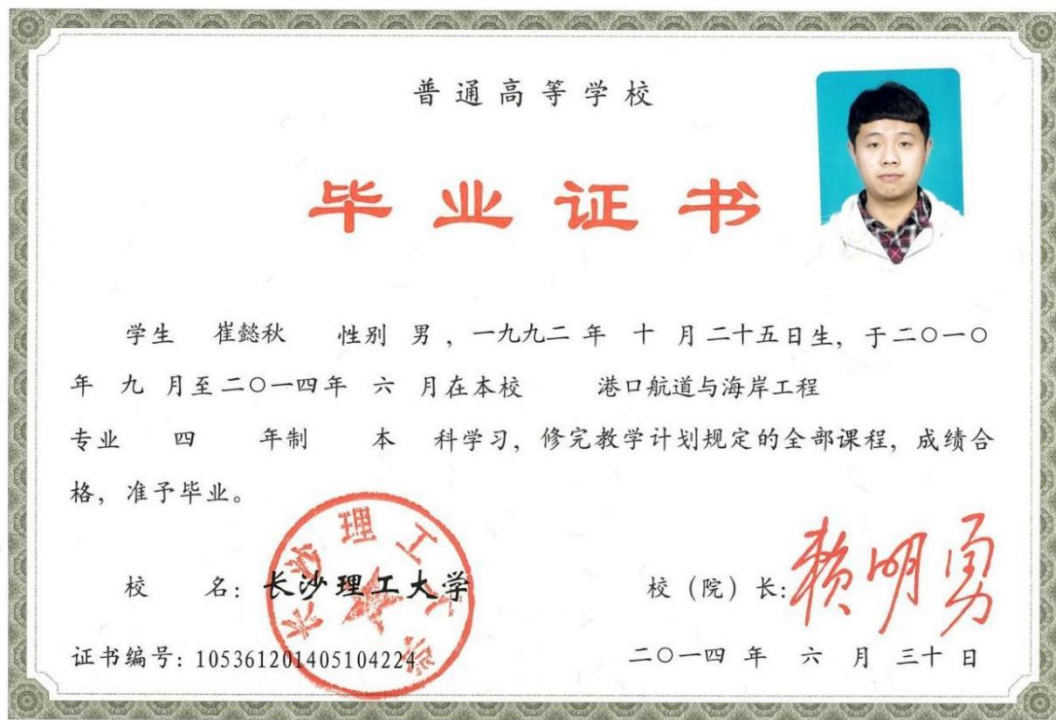 普通高等学校
毕业证书
学生 崔懿秋 性别 男 ，一九九二 年 十 月 二十五日生，于二〇一〇
年 九 月至二〇一四年 六 月在本校 港口航道与海岸工程
专业 四 年制 本 科学习，修完教学计划规定的全部课程，成绩合
格，准予毕业。
校 名：长沙理工大学
校（院）长：赖明勇
长沙理工大学
证书编号：105361201405104224
二〇一四 年 六 月 三十 日